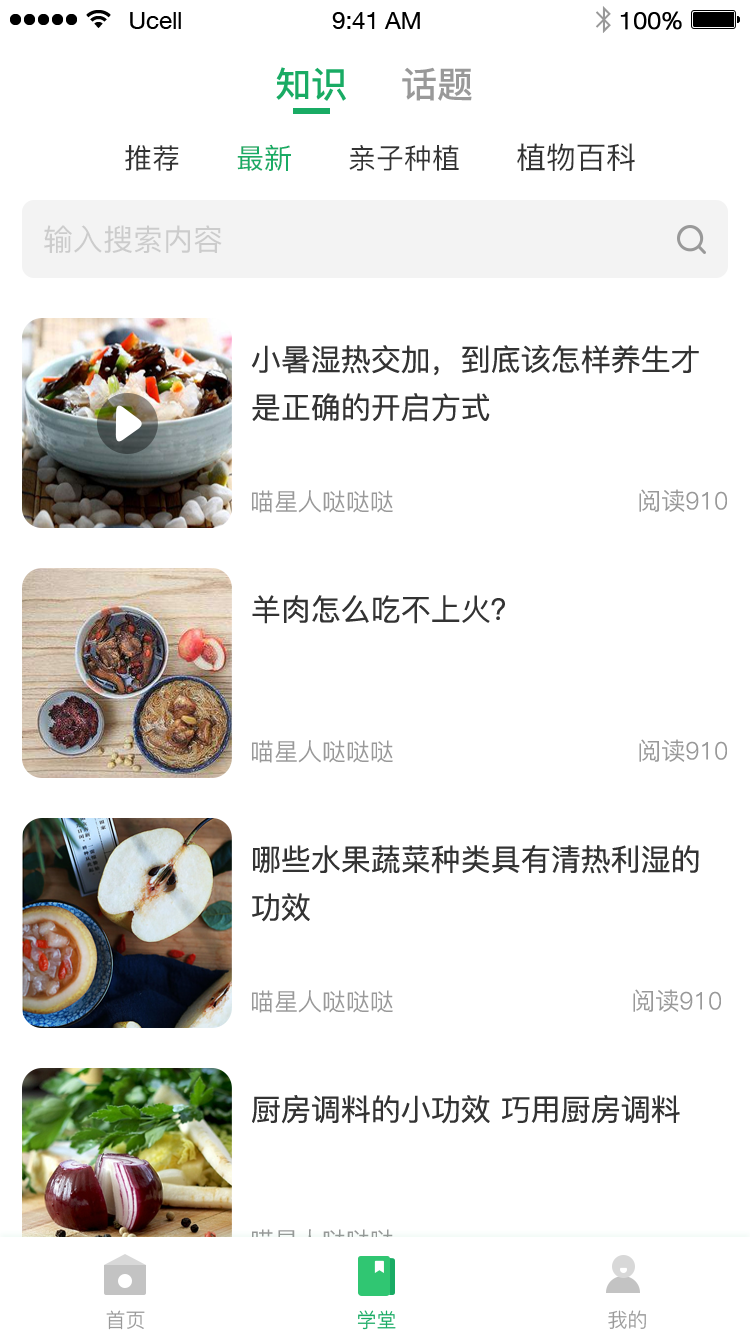 Ucell 9:41 AM 100%
知识 话题
推荐 最新 亲子种植 植物百科
输入搜索内容
小暑湿热交加，到底该怎样养生才
是正确的开启方式
喵星人哒哒哒 阅读910
羊肉怎么吃不上火？
喵星人哒哒哒 阅读910
哪些水果蔬菜种类具有清热利湿的
功效
喵星人哒哒哒 阅读910
厨房调料的小功效 巧用厨房调料
喵星人哒哒哒
首页 学堂 我的